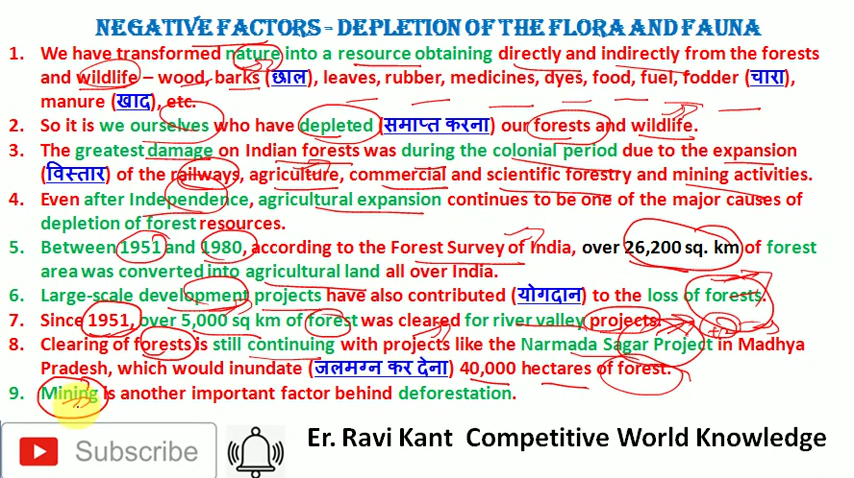 NEGATIVE FACTORS - DEPLETION OF THE FLORA AND FAUNA
1. We have transformed nature into a resource obtaining directly and indirectly from the forests
and wildlife – wood, barks (छाल), leaves, rubber, medicines, dyes, food, fuel, fodder (चारा),
manure (खाद), etc.
2. So it is we ourselves who have depleted (समाप्त करना) our forests and wildlife.
3. The greatest damage on Indian forests was during the colonial period due to the expansion
(विस्तार) of the railways, agriculture, commercial and scientific forestry and mining activities.
4. Even after Independence, agricultural expansion continues to be one of the major causes of
depletion of forest resources.
5. Between 1951 and 1980, according to the Forest Survey of India, over 26,200 sq. km of forest
area was converted into agricultural land all over India.
6. Large-scale development projects have also contributed (योगदान) to the loss of forests.
7. Since 1951, over 5,000 sq km of forest was cleared for river valley projects.
8. Clearing of forests is still continuing with projects like the Narmada Sagar Project in Madhya
Pradesh, which would inundate (जलमग्न कर देना) 40,000 hectares of forest.
9. Mining is another important factor behind deforestation.
Subscribe
Er. Ravi Kant Competitive World Knowledge